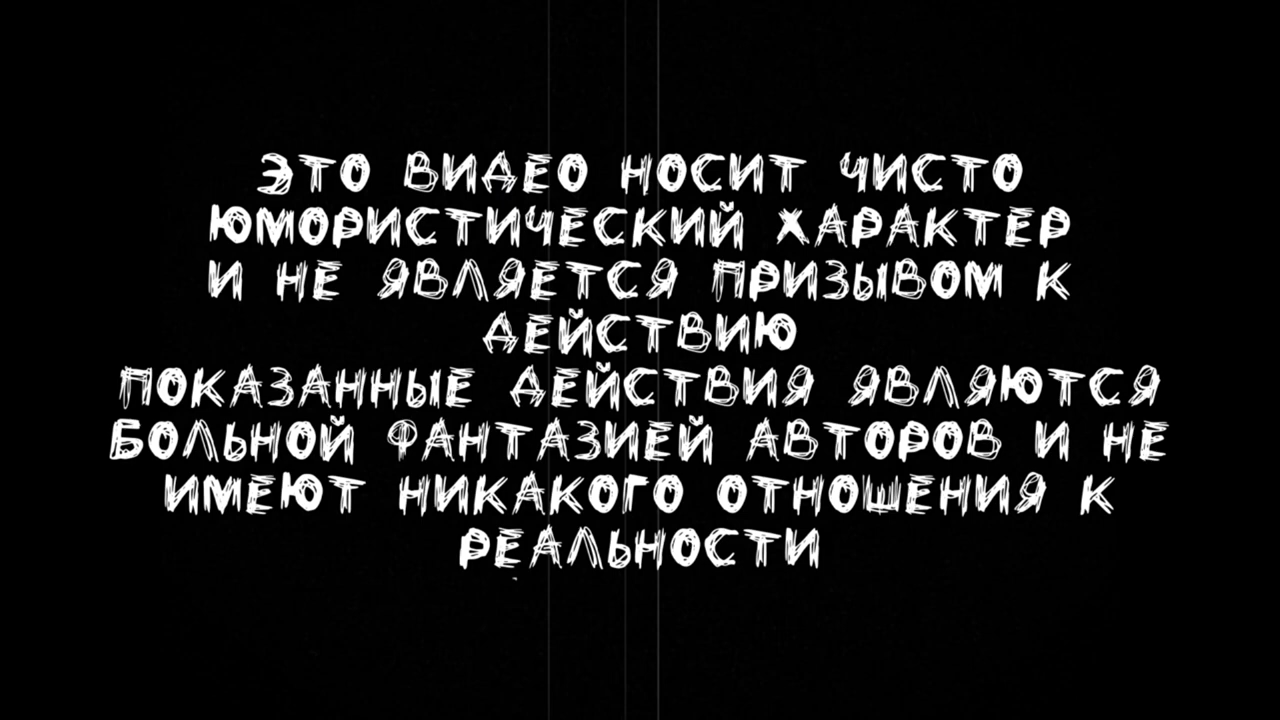 ЭТО ВИДЕО НОСИТ ЧИСТО
ЮМОРИСТИЧЕСКИЙ ХАРАКТЕР
И НЕ ЯВЛЯЕТСЯ ПРИЗЫВОМ К
ДЕЙСТВИЮ
ПОКАЗАННЫЕ ДЕЙСТВИЯ ЯВЛЯЮТСЯ
БОЛЬНОЙ ФАНТАЗИЕЙ АВТОРОВ И НЕ
ИМЕЮТ НИКАКОГО ОТНОШЕНИЯ К
РЕАЛЬНОСТИ